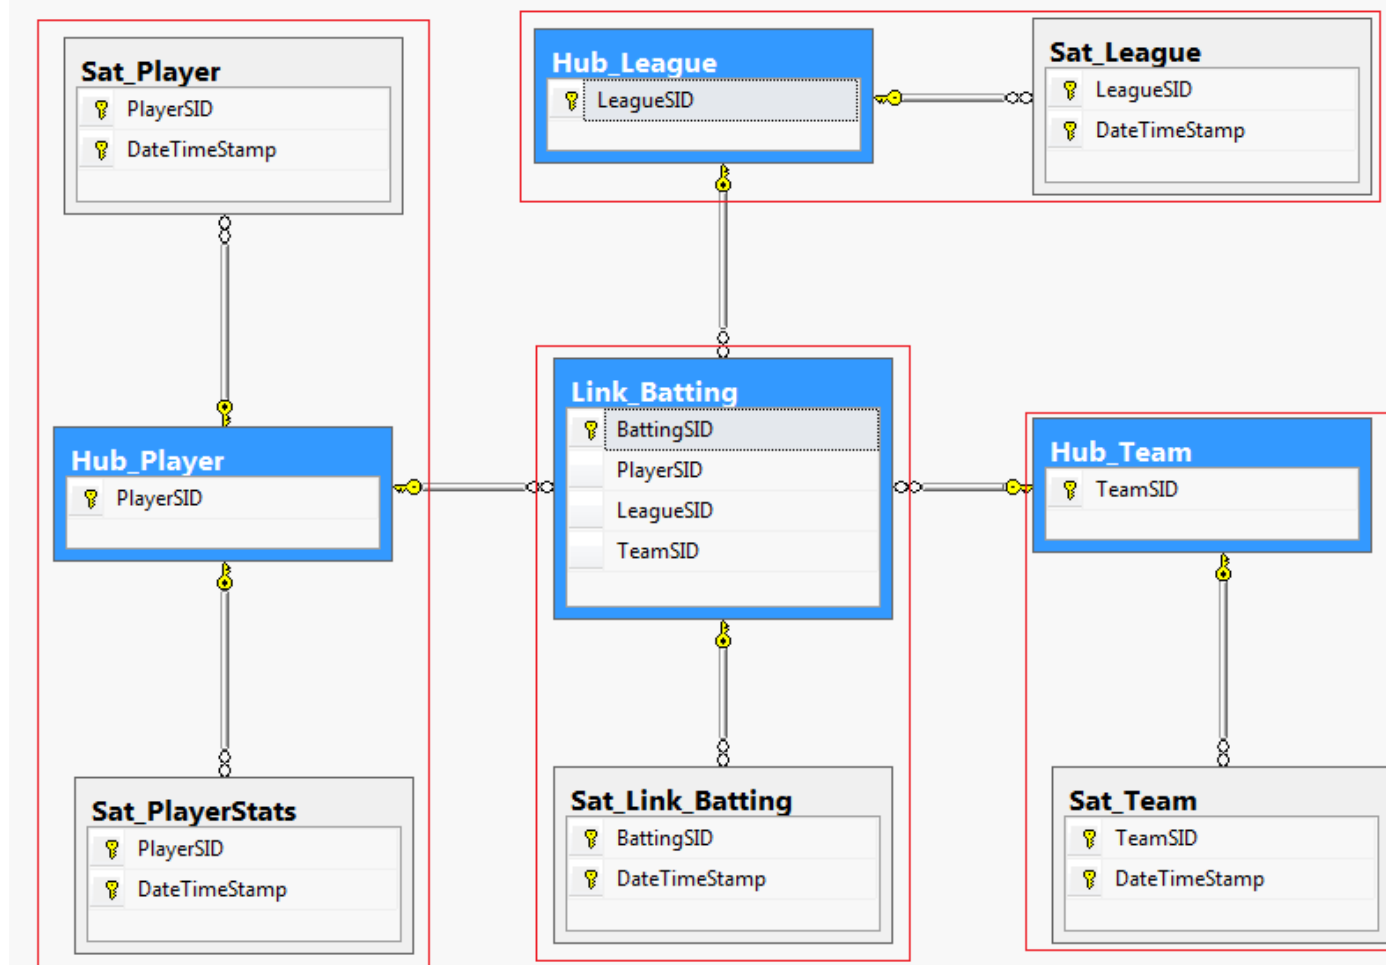 Sat_Player
PlayerSID
DateTimeStamp
Hub_League
LeagueSID
Sat_League
LeagueSID
DateTimeStamp
Hub_Player
PlayerSID
Link_Batting
BattingSID
PlayerSID
LeagueSID
TeamSID
Hub_Team
TeamSID
Sat_PlayerStats
PlayerSID
DateTimeStamp
Sat_Link_Batting
BattingSID
DateTimeStamp
Sat_Team
TeamSID
DateTimeStamp